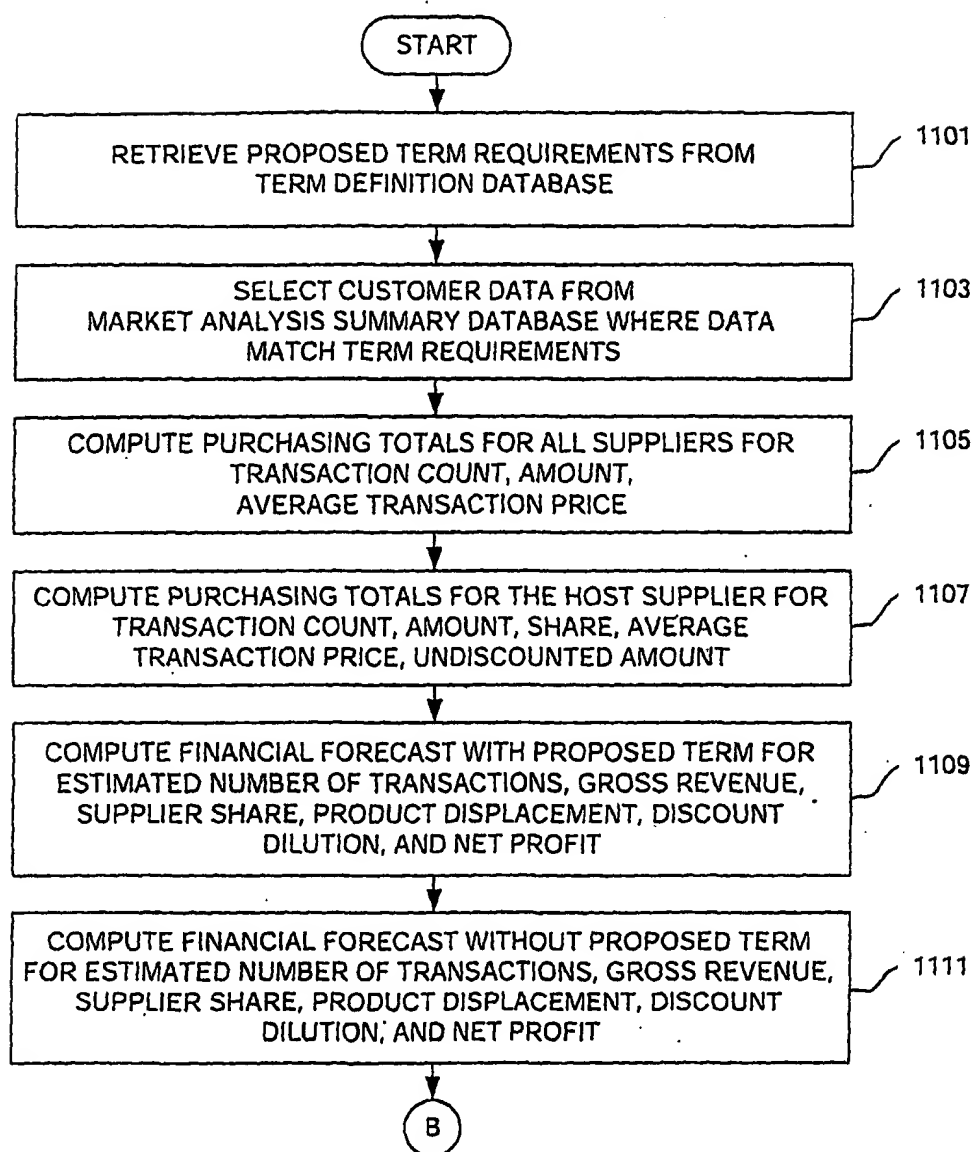 START
RETRIEVE PROPOSED TERM REQUIREMENTS FROM
TERM DEFINITION DATABASE
1101
SELECT CUSTOMER DATA FROM
MARKET ANALYSIS SUMMARY DATABASE WHERE DATA
MATCH TERM REQUIREMENTS
1103
COMPUTE PURCHASING TOTALS FOR ALL SUPPLIERS FOR
TRANSACTION COUNT, AMOUNT,
AVERAGE TRANSACTION PRICE
1105
COMPUTE PURCHASING TOTALS FOR THE HOST SUPPLIER FOR
TRANSACTION COUNT, AMOUNT, SHARE, AVERAGE
TRANSACTION PRICE, UNDISCOUNTED AMOUNT
1107
COMPUTE FINANCIAL FORECAST WITH PROPOSED TERM FOR
ESTIMATED NUMBER OF TRANSACTIONS, GROSS REVENUE,
SUPPLIER SHARE, PRODUCT DISPLACEMENT, DISCOUNT
DILUTION, AND NET PROFIT
1109
COMPUTE FINANCIAL FORECAST WITHOUT PROPOSED TERM
FOR ESTIMATED NUMBER OF TRANSACTIONS, GROSS REVENUE,
SUPPLIER SHARE, PRODUCT DISPLACEMENT, DISCOUNT
DILUTION, AND NET PROFIT
1111
B